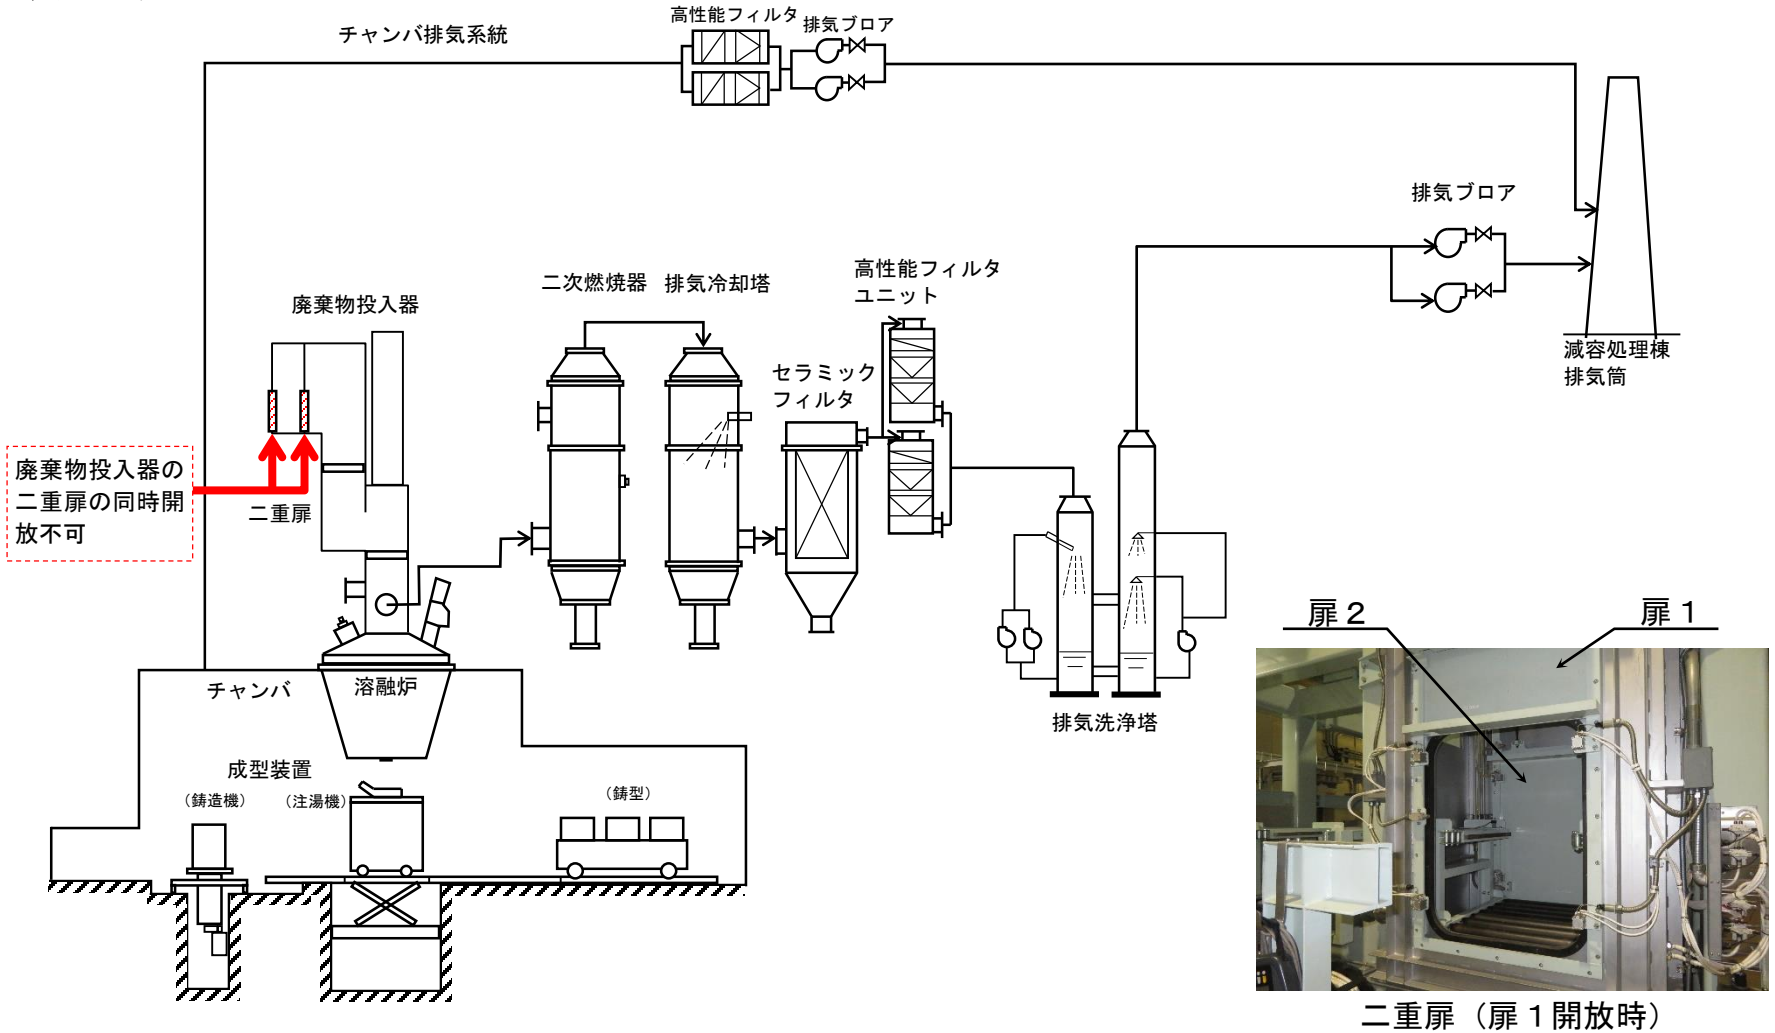 チャンバ排気系統
高性能フィルタ
排気ブロア
排気ブロア
二次燃焼器
排気冷却塔
高性能フィルタ
ユニット
廃棄物投入器
減容処理棟
排気筒
セラミック
フィルタ
廃棄物投入器の
二重扉の同時開
放不可
二重扉
扉２
扉１
チャンバ
溶融炉
排気洗浄塔
成型装置
（鋳造機）
（注湯機）
（鋳型）
二重扉（扉１開放時）